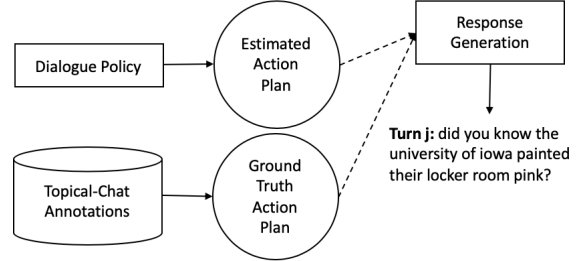 Dialogue Policy
Estimated
Action
Plan
Response
Generation
Turn j: did you know the
university of iowa painted
their locker room pink?
Topical-Chat
Annotations
Ground
Truth
Action
Plan